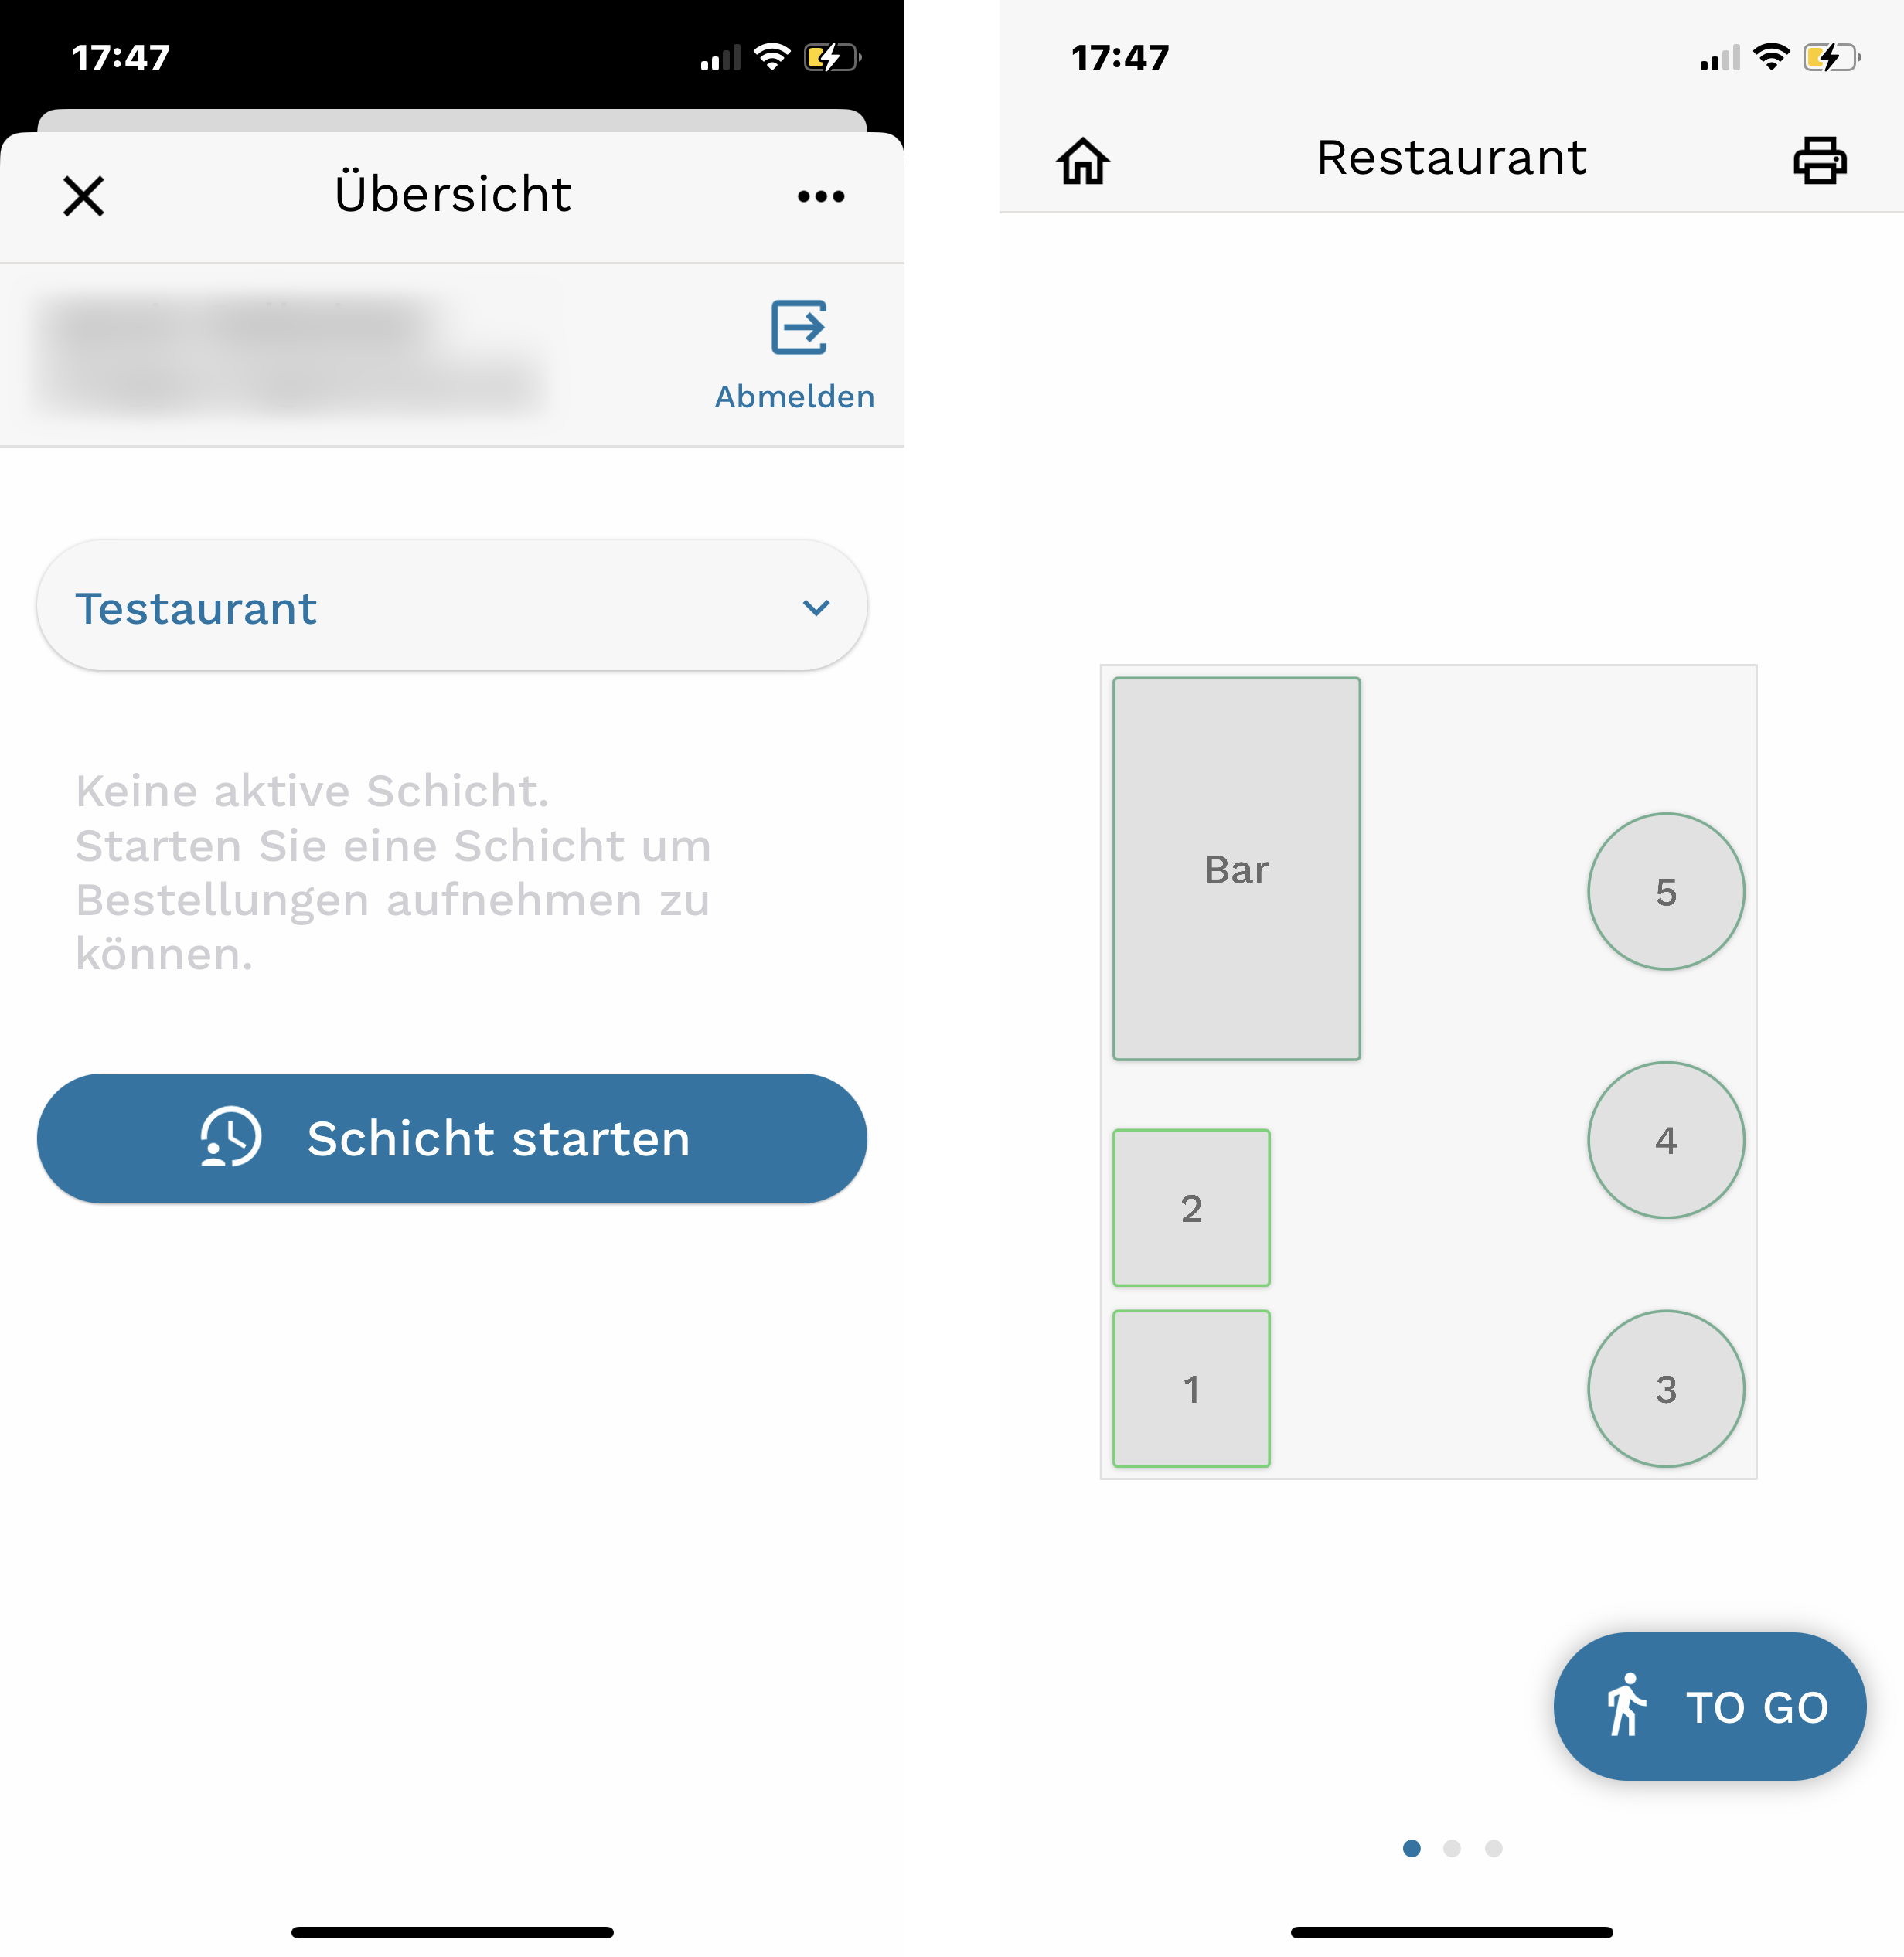 17:47
Übersicht
Abmelden
Testaurant
Keine aktive Schicht.
Starten Sie eine Schicht um
Bestellungen aufnehmen zu
können.
Schicht starten
17:47
Restaurant
Bar
5
4
2
1
3
TO GO